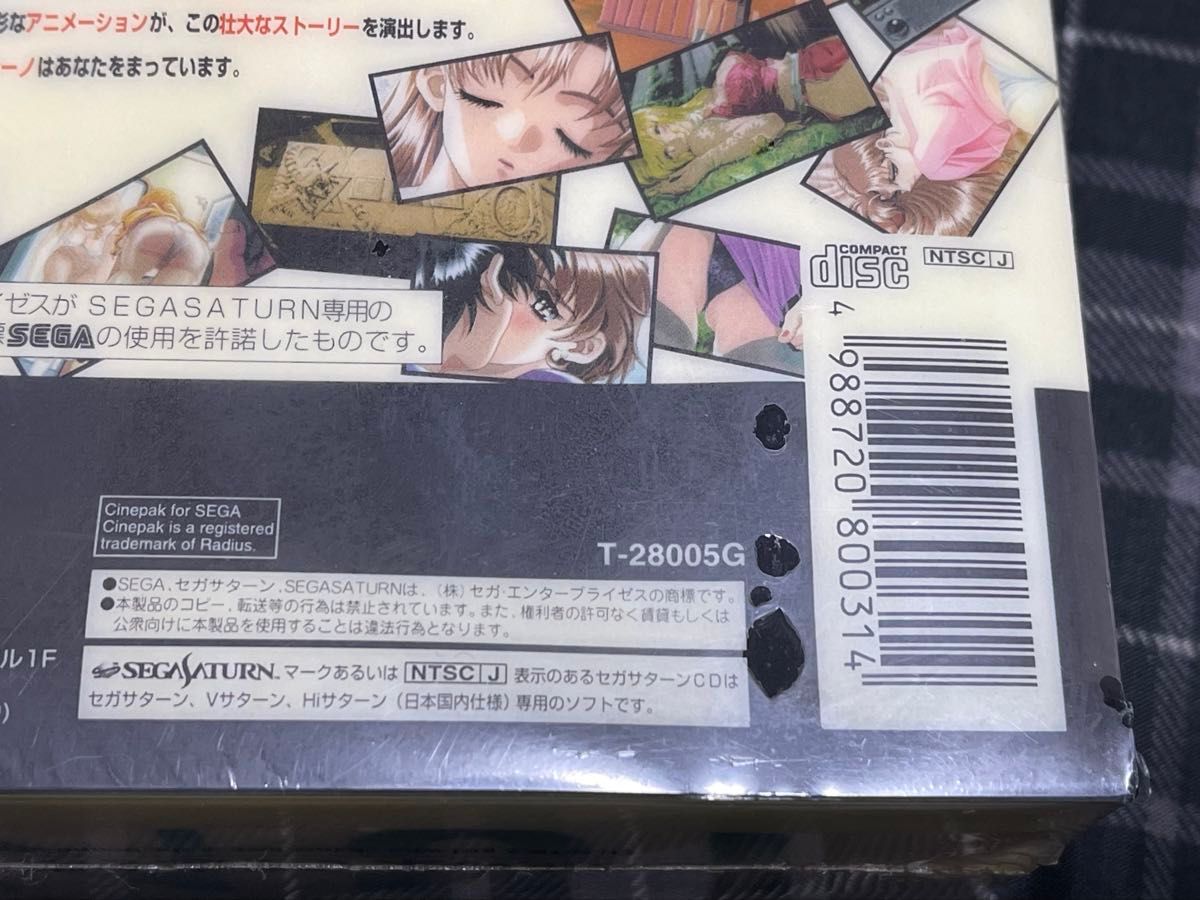 彩なアニメーションが、この壮大なストーリーを演出します。
ーノはあなたをまっています。
COMPACT
disc
NTSC J
イゼスが SEGASATURN専用の
標SEGAの使用を許諾したものです。
4 988720 800314
Cinepak for SEGA
Cinepak is a registered
trademark of Radius.
T-28005G
●SEGA、セガサターン、SEGASATURNは、(株)セガ・エンタープライゼスの商標です。
●本製品のコピー、転送等の行為は禁止されています。また、権利者の許可なく賃貸もしくは
公衆向けに本製品を使用することは違法行為となります。
ル1F
SEGASATURN™マークあるいは NTSC J 表示のあるセガサターンCDは
セガサターン、Vサターン、Hiサターン(日本国内仕様)専用のソフトです。